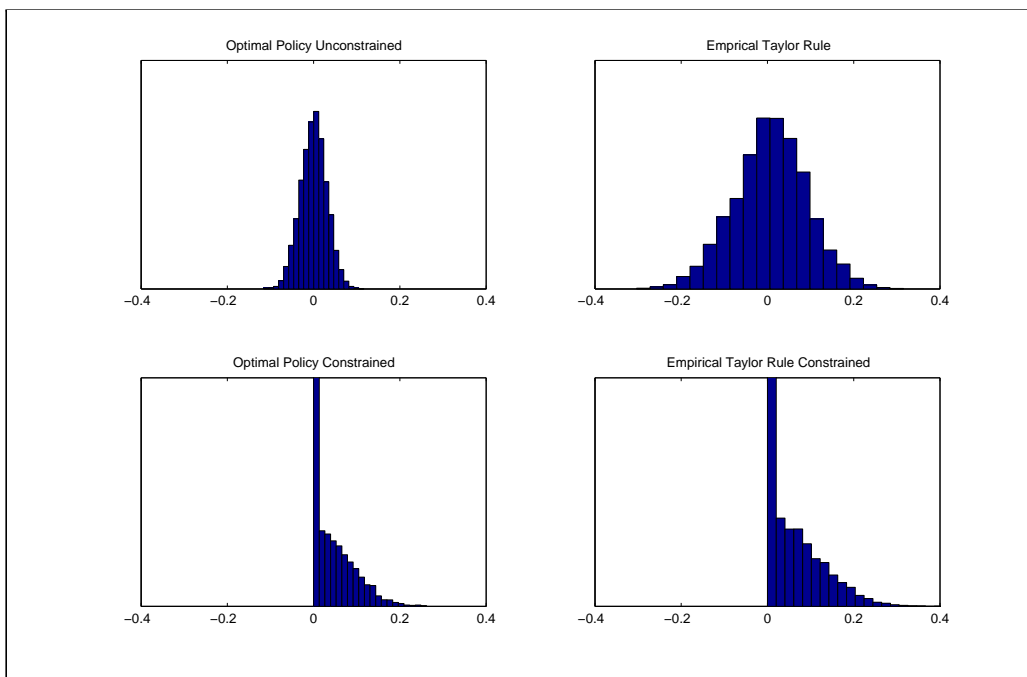 Optimal Policy Unconstrained
Emprical Taylor Rule
−0.4 −0.2 0 0.2 0.4
−0.4 −0.2 0 0.2 0.4
Optimal Policy Constrained
Empirical Taylor Rule Constrained
−0.4 −0.2 0 0.2 0.4
−0.4 −0.2 0 0.2 0.4